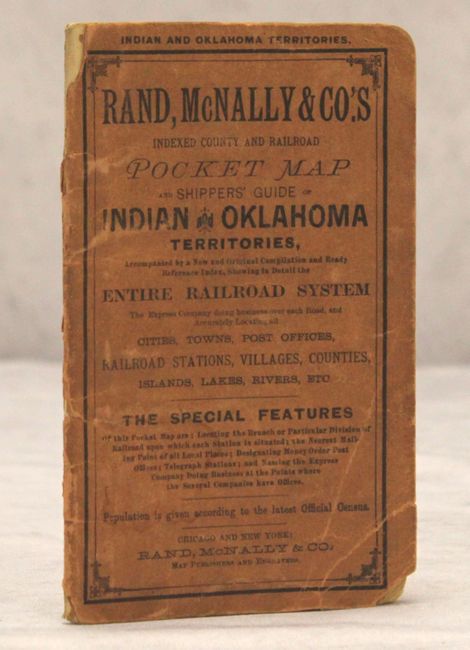 INDIAN AND OKLAHOMA TERRITORIES.
RAND, McNALLY & CO.'S
INDEXED COUNTY AND RAILROAD
POCKET MAP
AND SHIPPERS' GUIDE OF
INDIAN AND OKLAHOMA
TERRITORIES,
Accompanied by a New and Original Compilation and Ready
Reference Index, Showing in Detail the
ENTIRE RAILROAD SYSTEM
The Express Company doing business over each Road, and
Accurately Locating all
CITIES, TOWNS, POST OFFICES,
RAILROAD STATIONS, VILLAGES, COUNTIES,
ISLANDS, LAKES, RIVERS, ETC
THE SPECIAL FEATURES
Of this Pocket Map are: Locating the Branch or Particular Division of
Railroad upon which each Station is situated; the Nearest Mail-
ing Point of all Local Places; Designating Money Order Post
Offices; Telegraph Stations; and Naming the Express
Company Doing Business at the Points where
the Several Companies have Offices.
Population is given according to the latest Official Census.
CHICAGO AND NEW YORK:
RAND, McNALLY & CO.,
MAP PUBLISHERS AND ENGRAVERS.